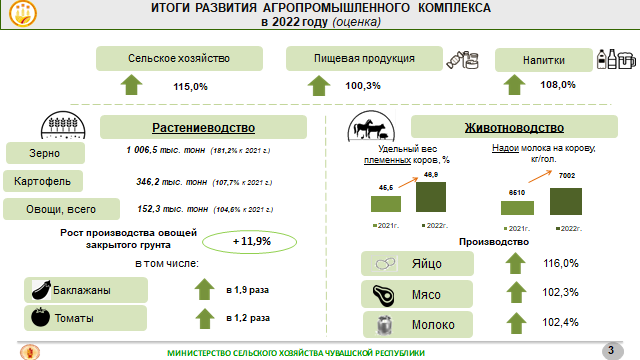 ИТОГИ РАЗВИТИЯ АГРОПРОМЫШЛЕННОГО КОМПЛЕКСА
в 2022 году (оценка)
Сельское хозяйство
Пищевая продукция
Напитки
115,0%
100,3%
108,0%
Растениеводство
Зерно
1 006,5 тыс. тонн (181,2% к 2021 г.)
Картофель
346,2 тыс. тонн (107,7% к 2021 г.)
Овощи, всего
152,3 тыс. тонн (104,6% к 2021 г.)
Рост производства овощей
закрытого грунта
+ 11,9%
в том числе:
Баклажаны
в 1,9 раза
Томаты
в 1,2 раза
Животноводство
Удельный вес
племенных коров, %
45,5
46,9
2021г.
2022г.
Надои молока на корову,
кг/гол.
6510
7002
2021г.
2022г.
Производство
Яйцо
116,0%
Мясо
102,3%
Молоко
102,4%
МИНИСТЕРСТВО СЕЛЬСКОГО ХОЗЯЙСТВА ЧУВАШСКОЙ РЕСПУБЛИКИ
3